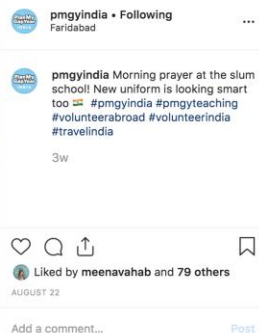 pmgyindia • Following
Faridabad
pmgyindia Morning prayer at the slum
school! New uniform is looking smart
too 🇮🇳 #pmgyindia #pmgyteaching
#volunteerabroad #volunteerindia
#travelindia
3w
Liked by meenavahab and 79 others
AUGUST 22
Add a comment...
Post